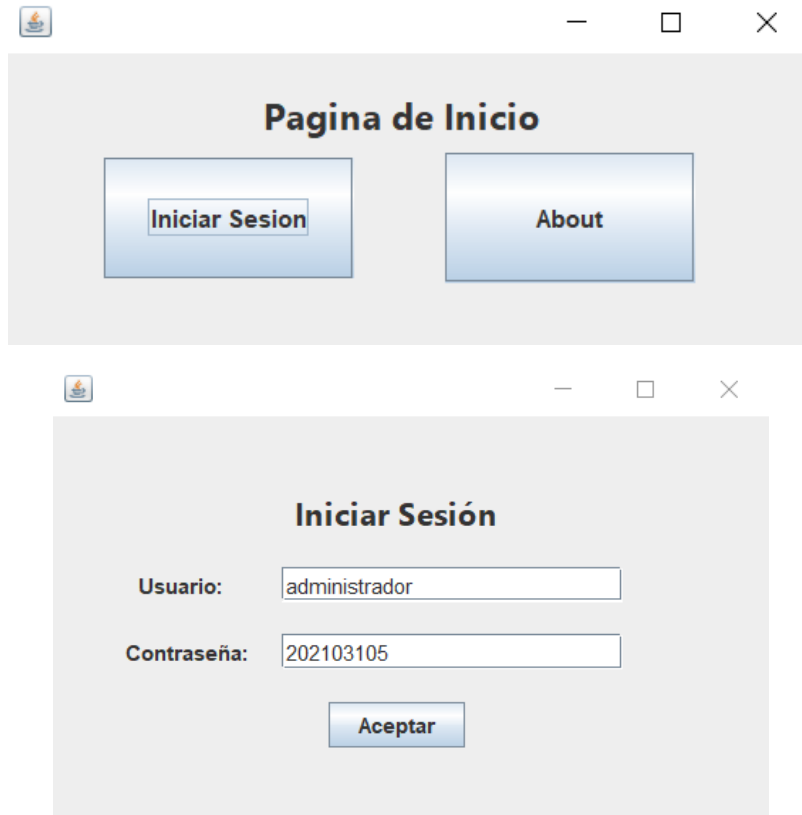 Pagina de Inicio
Iniciar Sesion About
Iniciar Sesión
Usuario: administrador
Contraseña: 202103105
Aceptar